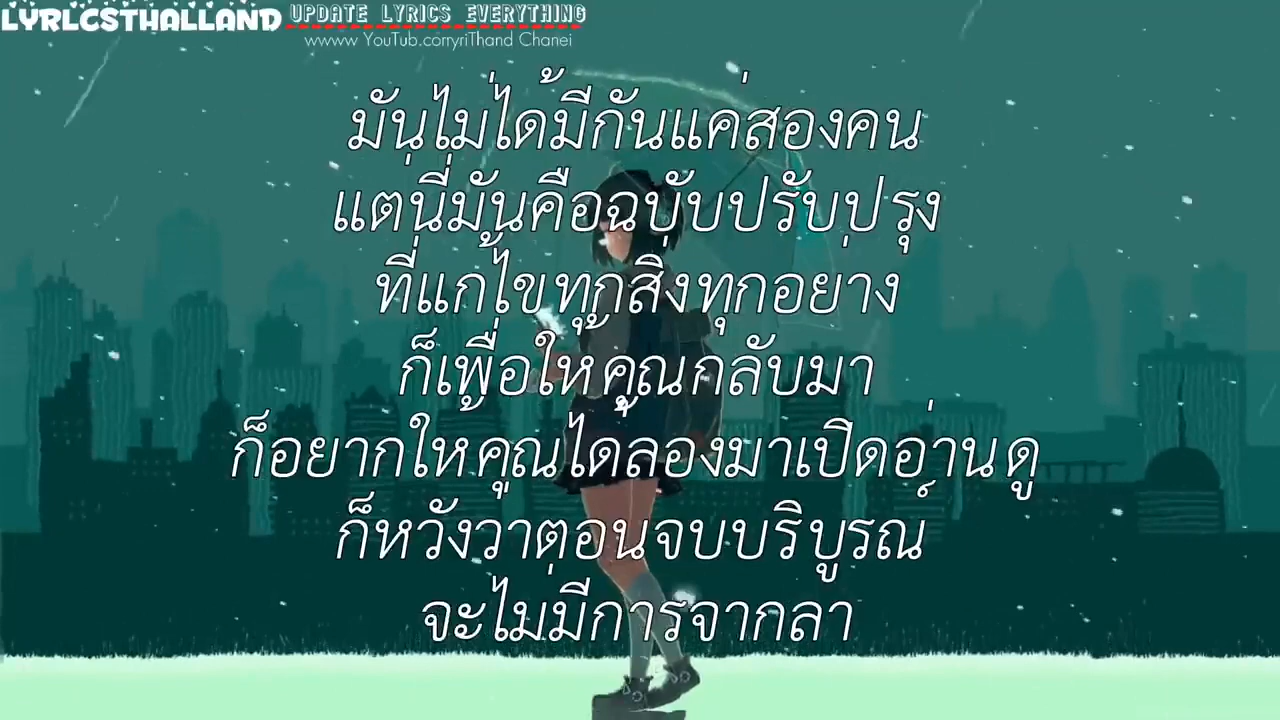 LYRICSTHAILAND
UPDATE LYRICS EVERYTHING
มันไม่ได้มีกันแค่สองคน
แต่นี่มันคือฉบับปรับปรุง
ที่แก้ไขทุกสิ่งทุกอย่าง
ก็เพื่อให้คุณกลับมา
ก็อยากให้คุณได้ลองมาเปิดอ่านดู
ก็หวังว่าตอนจบบริบูรณ์
จะไม่มีการจากลา